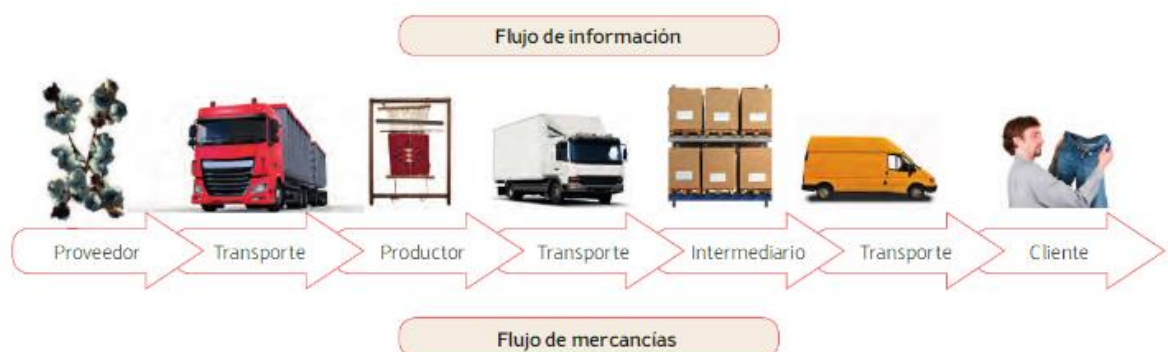 Flujo de información
Proveedor
Transporte
Productor
Transporte
Intermediario
Transporte
Cliente
Flujo de mercancías